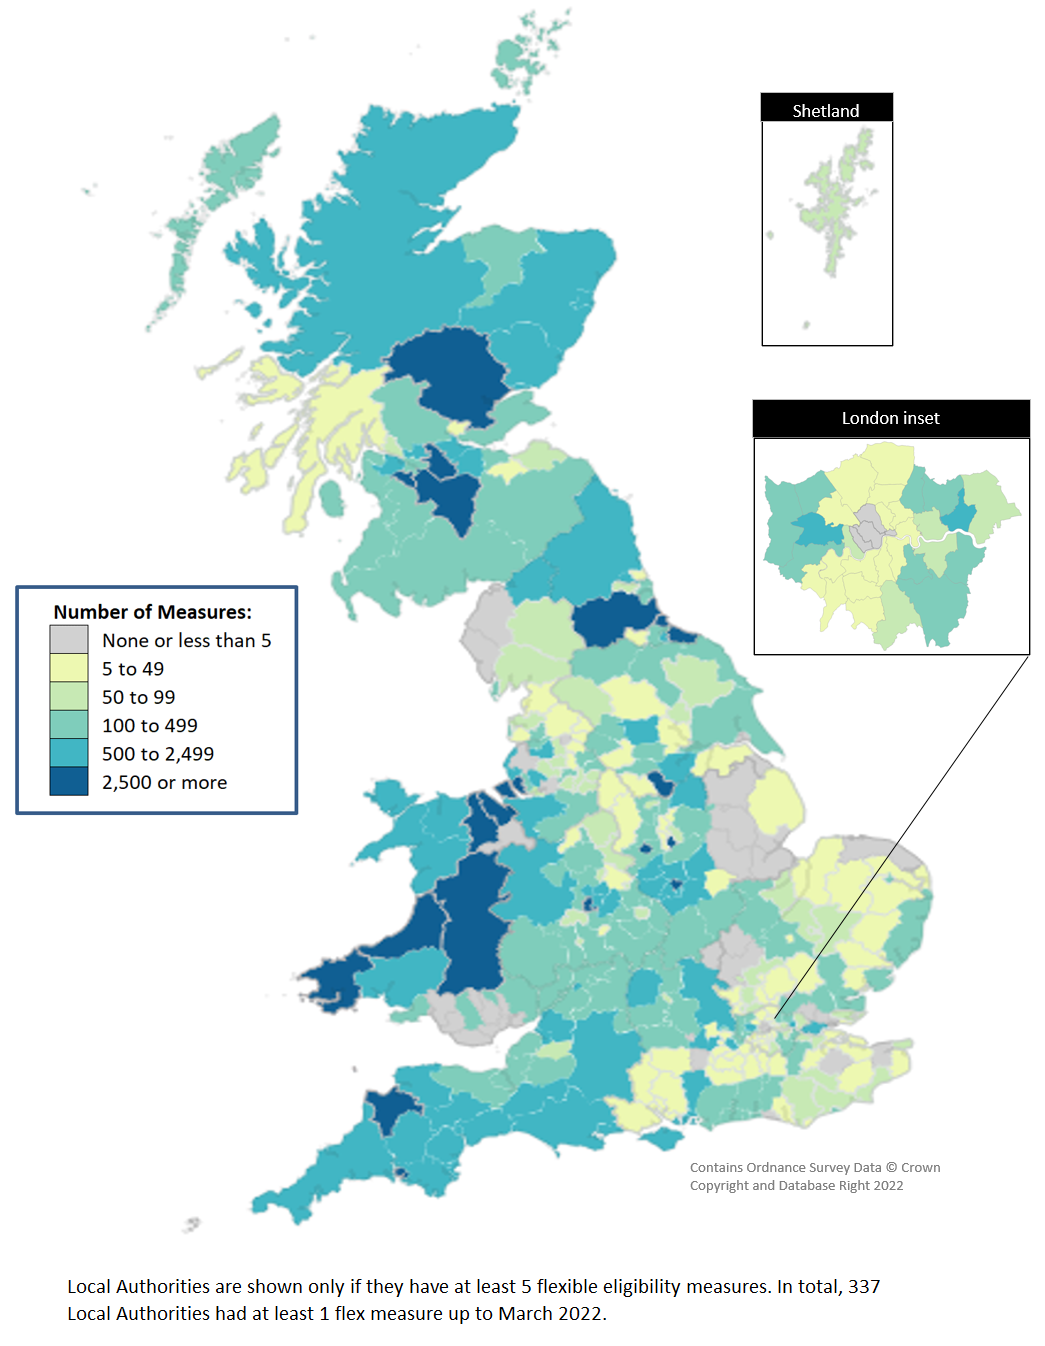 Shetland
London inset
Number of Measures:
None or less than 5
5 to 49
50 to 99
100 to 499
500 to 2,499
2,500 or more
Contains Ordnance Survey Data © Crown
Copyright and Database Right 2022
Local Authorities are shown only if they have at least 5 flexible eligibility measures. In total, 337
Local Authorities had at least 1 flex measure up to March 2022.